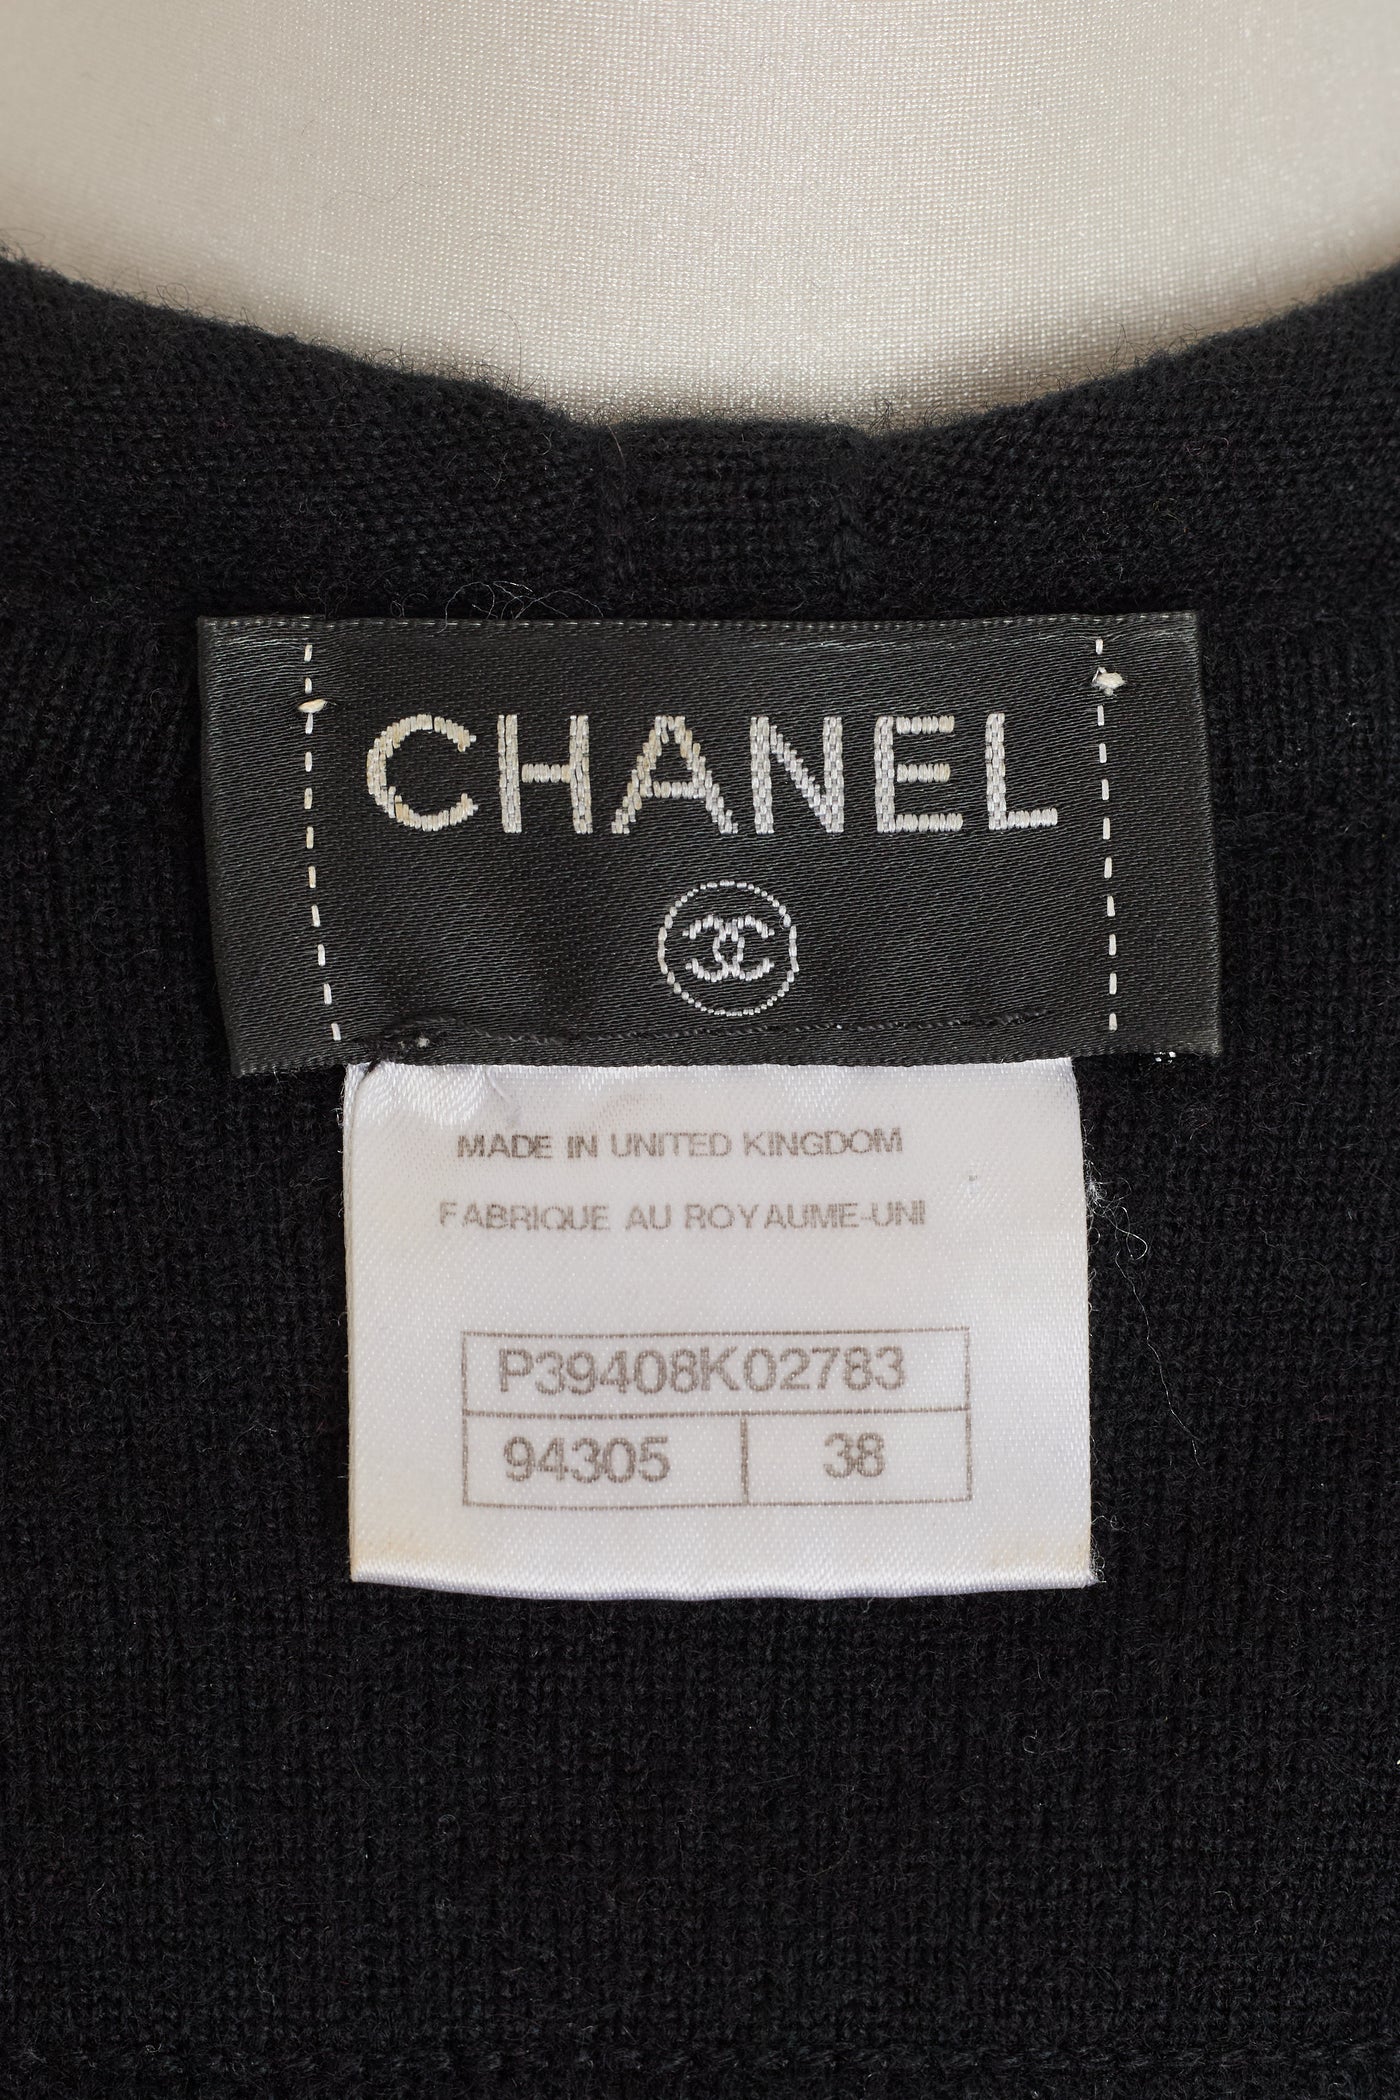 CHANEL
MADE IN UNITED KINGDOM
FABRIQUE AU ROYAUME-UNI
P39408K02783
94305 38